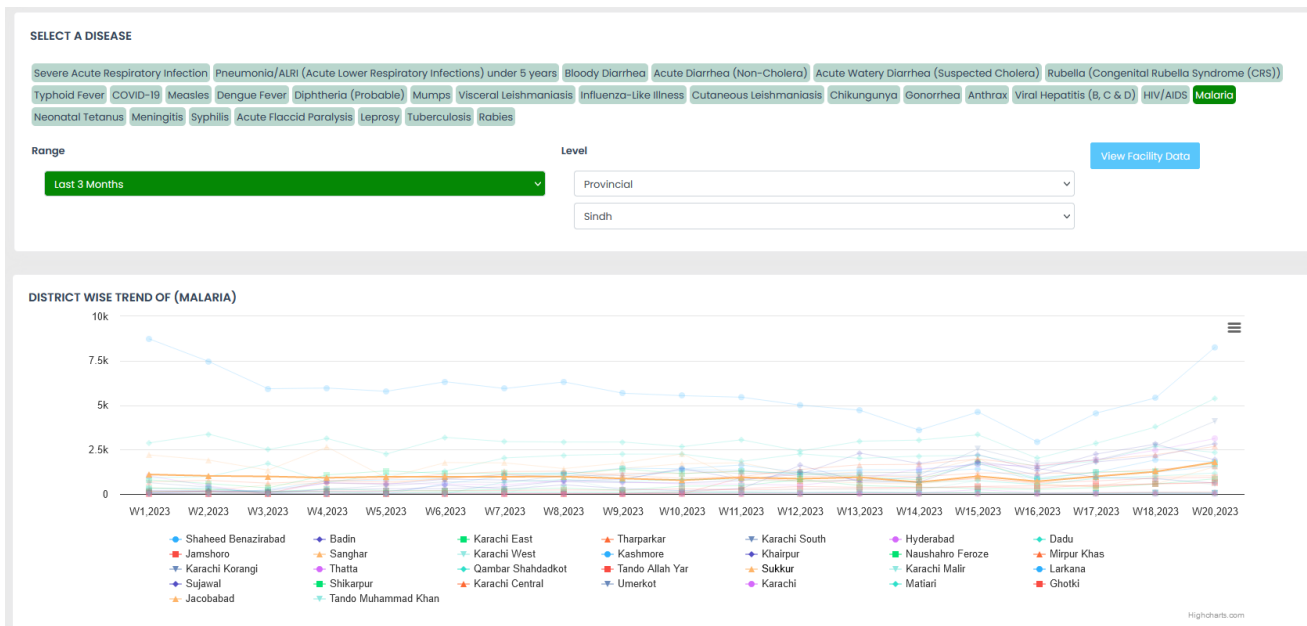 SELECT A DISEASE
Severe Acute Respiratory Infection Pneumonia/ALRI (Acute Lower Respiratory Infections) under 5 years Bloody Diarrhea Acute Diarrhea (Non-Cholera) Acute Watery Diarrhea (Suspected Cholera) Rubella (Congenital Rubella Syndrome (CRS))
Typhoid Fever COVID-19 Measles Dengue Fever Diphtheria (Probable) Mumps Visceral Leishmaniasis Influenza-Like Illness Cutaneous Leishmaniasis Chikungunya Gonorrhea Anthrax Viral Hepatitis (B, C & D) HIV/AIDS Malaria
Neonatal Tetanus Meningitis Syphilis Acute Flaccid Paralysis Leprosy Tuberculosis Rabies
Range Level View Facility Data
Last 3 Months Provincial
Sindh
DISTRICT WISE TREND OF (MALARIA)
10k
7.5k
5k
2.5k
0
W1,2023 W2,2023 W3,2023 W4,2023 W5,2023 W6,2023 W7,2023 W8,2023 W9,2023 W10,2023 W11,2023 W12,2023 W13,2023 W14,2023 W15,2023 W16,2023 W17,2023 W18,2023 W20,2023
Shaheed Benazirabad Badin Karachi East Tharparkar Karachi South Hyderabad Dadu
Jamshoro Sanghar Karachi West Kashmore Khairpur Naushahro Feroze Mirpur Khas
Karachi Korangi Thatta Qambar Shahdadkot Tando Allah Yar Sukkur Karachi Malir Larkana
Sujawal Shikarpur Karachi Central Umerkot Karachi Matiari Ghotki
Jacobabad Tando Muhammad Khan
Highcharts.com